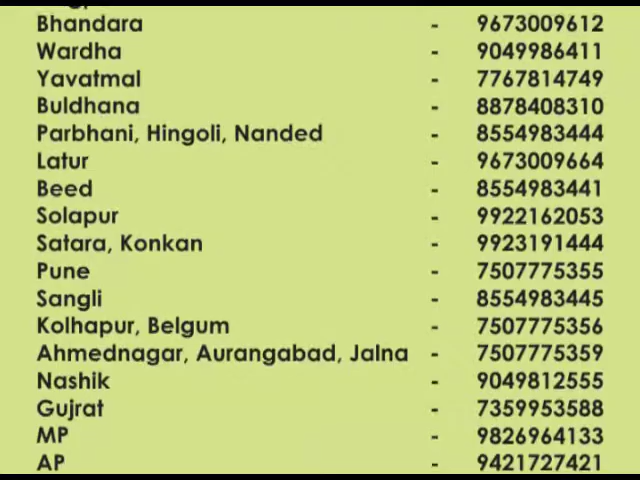 Bhandara - 9673009612
Wardha - 9049986411
Yavatmal - 7767814749
Buldhana - 8878408310
Parbhani, Hingoli, Nanded - 8554983444
Latur - 9673009664
Beed - 8554983441
Solapur - 9922162053
Satara, Konkan - 9923191444
Pune - 7507775355
Sangli - 8554983445
Kolhapur, Belgum - 7507775356
Ahmednagar, Aurangabad, Jalna - 7507775359
Nashik - 9049812555
Gujrat - 7359953588
MP - 9826964133
AP - 9421727421